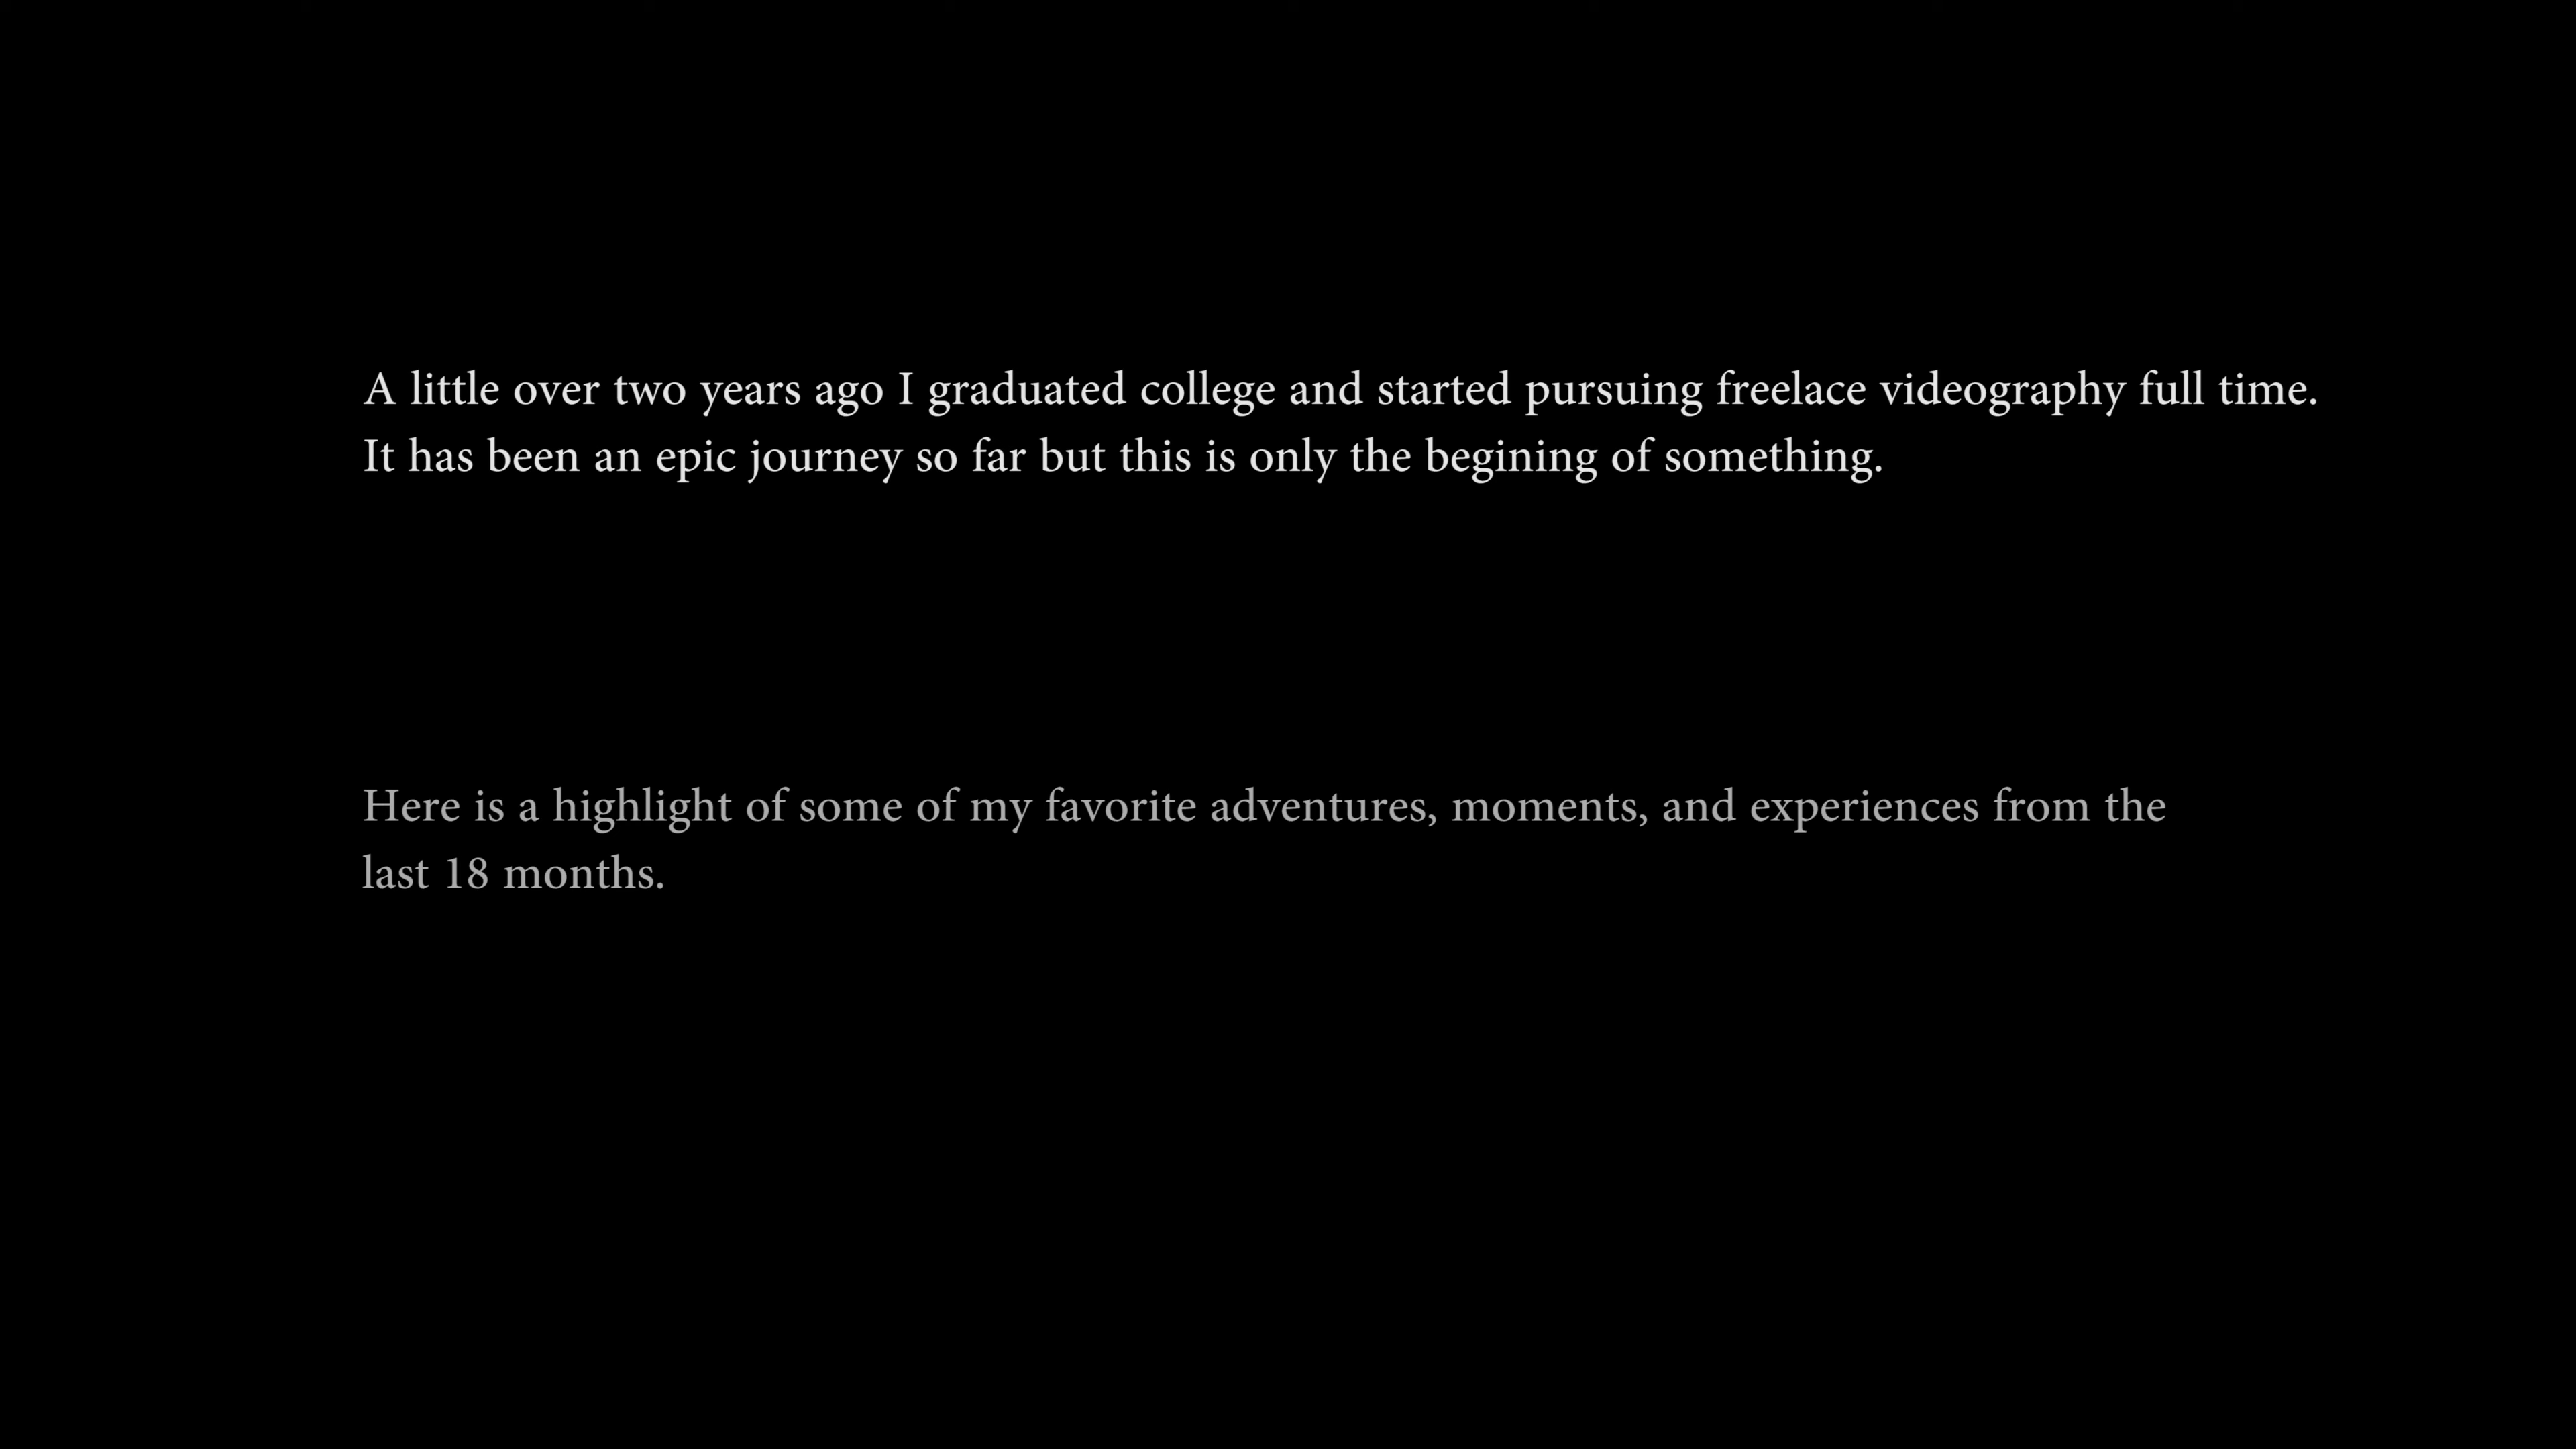 A little over two years ago I graduated college and started pursuing freelace videography full time.
It has been an epic journey so far but this is only the begining of something.
Here is a highlight of some of my favorite adventures, moments, and experiences from the
last 18 months.